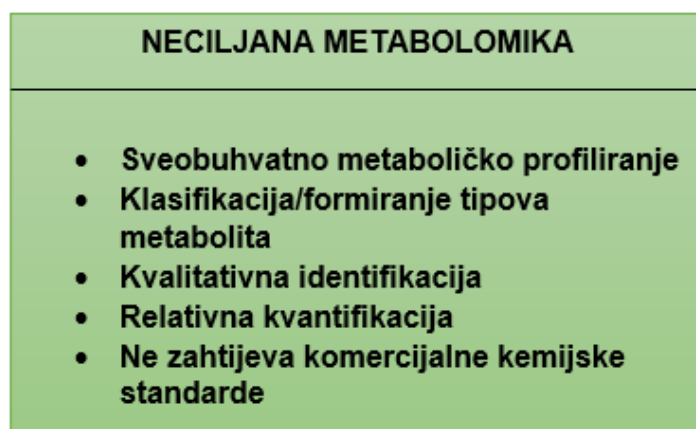 NECILJANA METABOLOMIKA
• Sveobuhvatno metaboličko profiliranje
• Klasifikacija/formiranje tipova
metabolita
• Kvalitativna identifikacija
• Relativna kvantifikacija
• Ne zahtijeva komercijalne kemijske
standarde